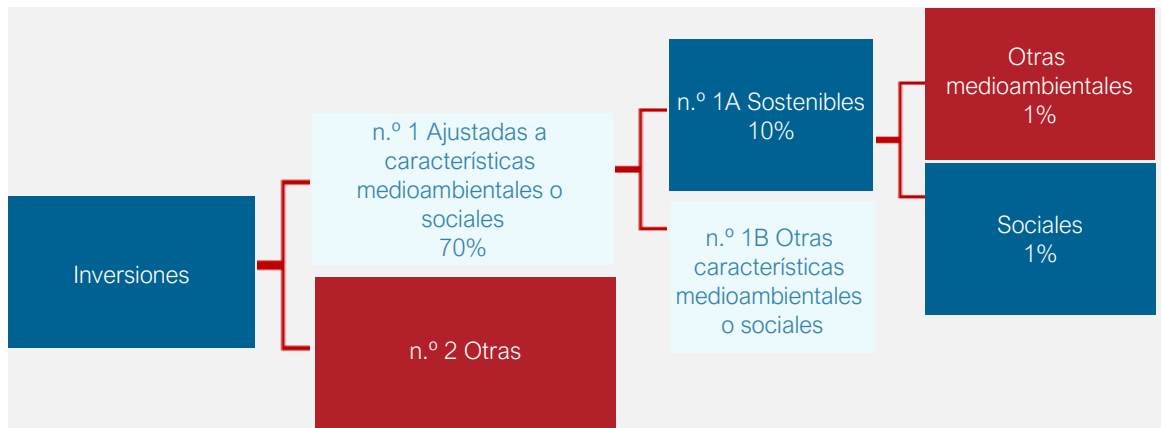 Inversiones
n.º 1 Ajustadas a
características
medioambientales o
sociales
70%
n.º 2 Otras
n.º 1A Sostenibles
10%
n.º 1B Otras
características
medioambientales
o sociales
Otras
medioambientales
1%
Sociales
1%